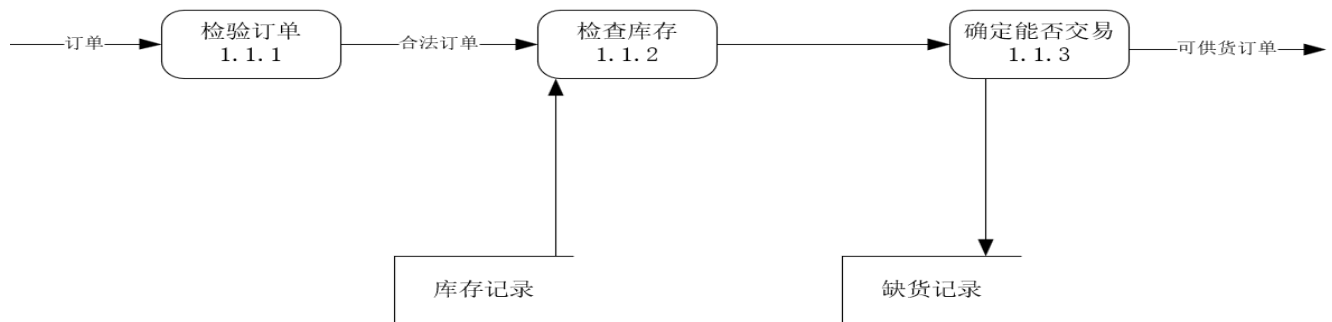 订单
检验订单
1.1.1
合法订单
检查库存
1.1.2
确定能否交易
1.1.3
可供货订单
库存记录
缺货记录